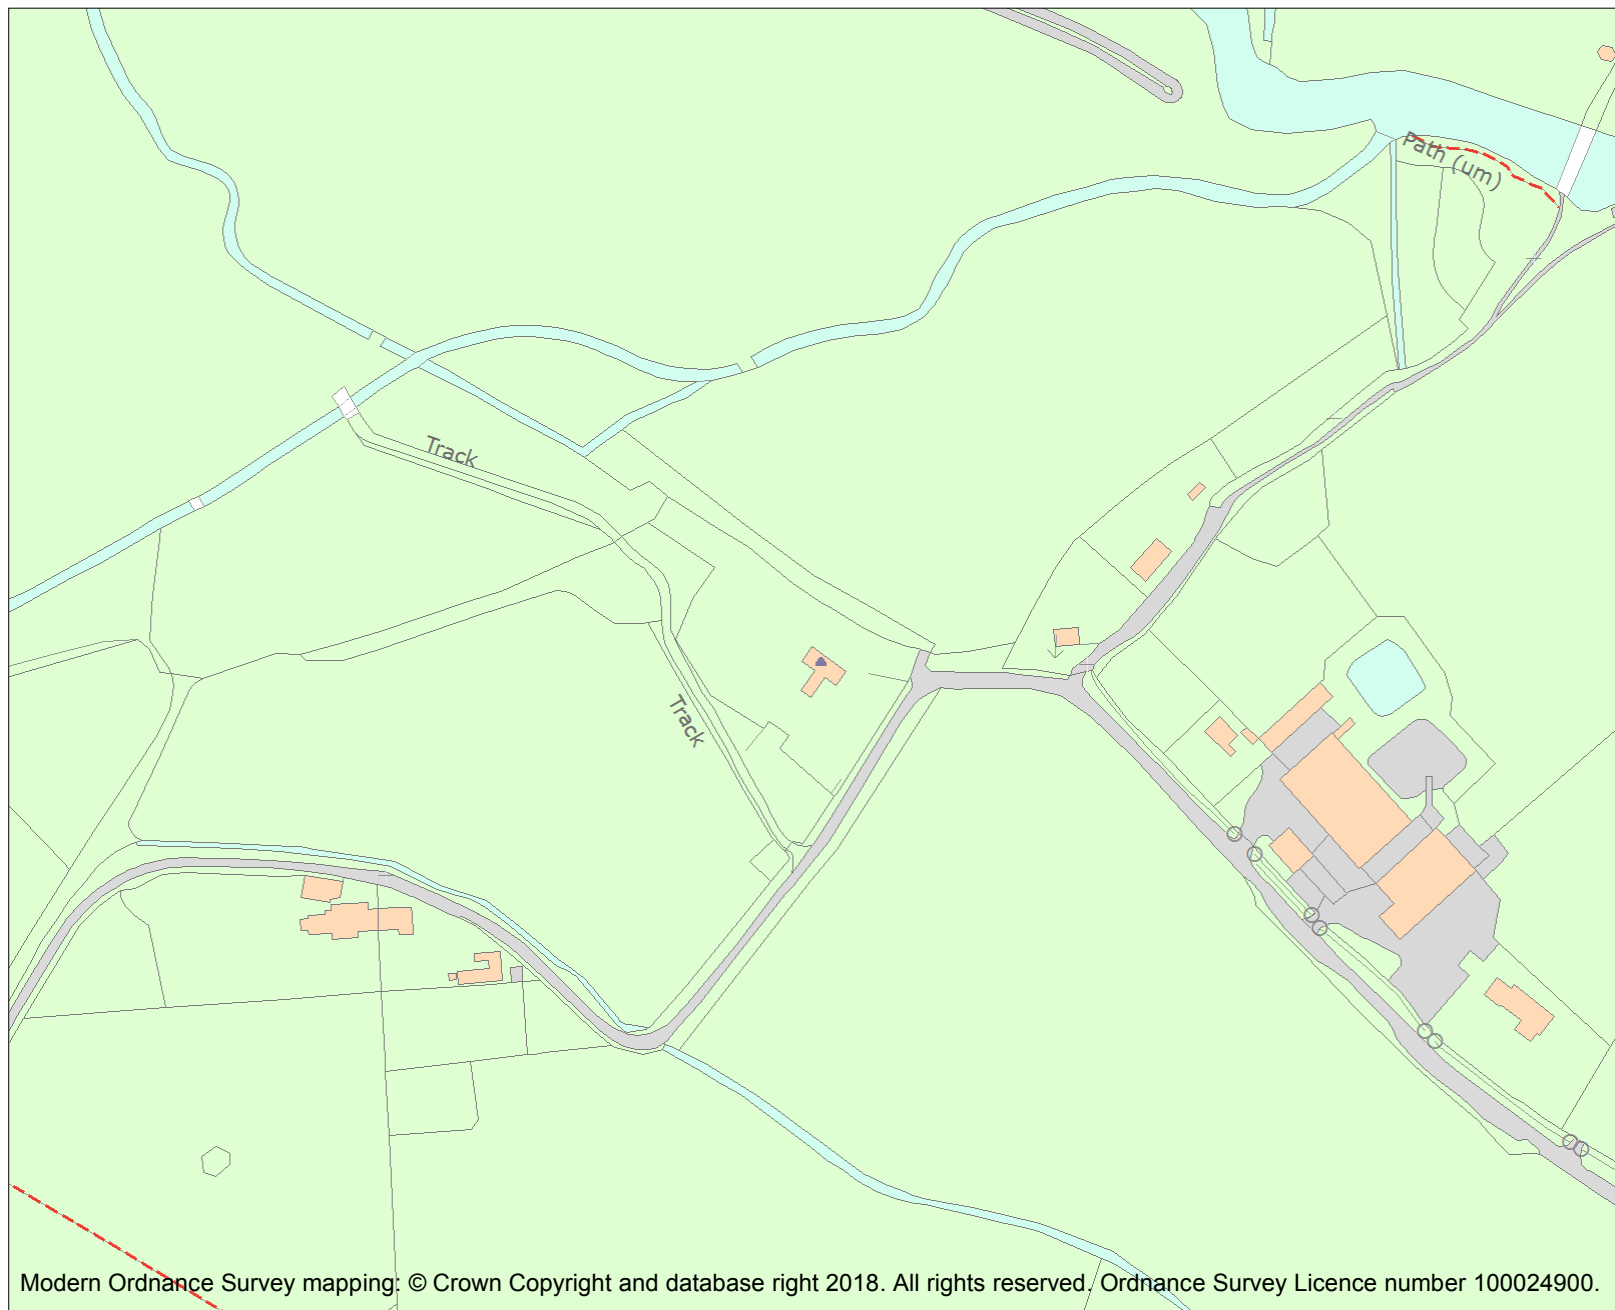 Path (um)
Track
Track
Modern Ordnance Survey mapping: © Crown Copyright and database right 2018. All rights reserved. Ordnance Survey Licence number 100024900.